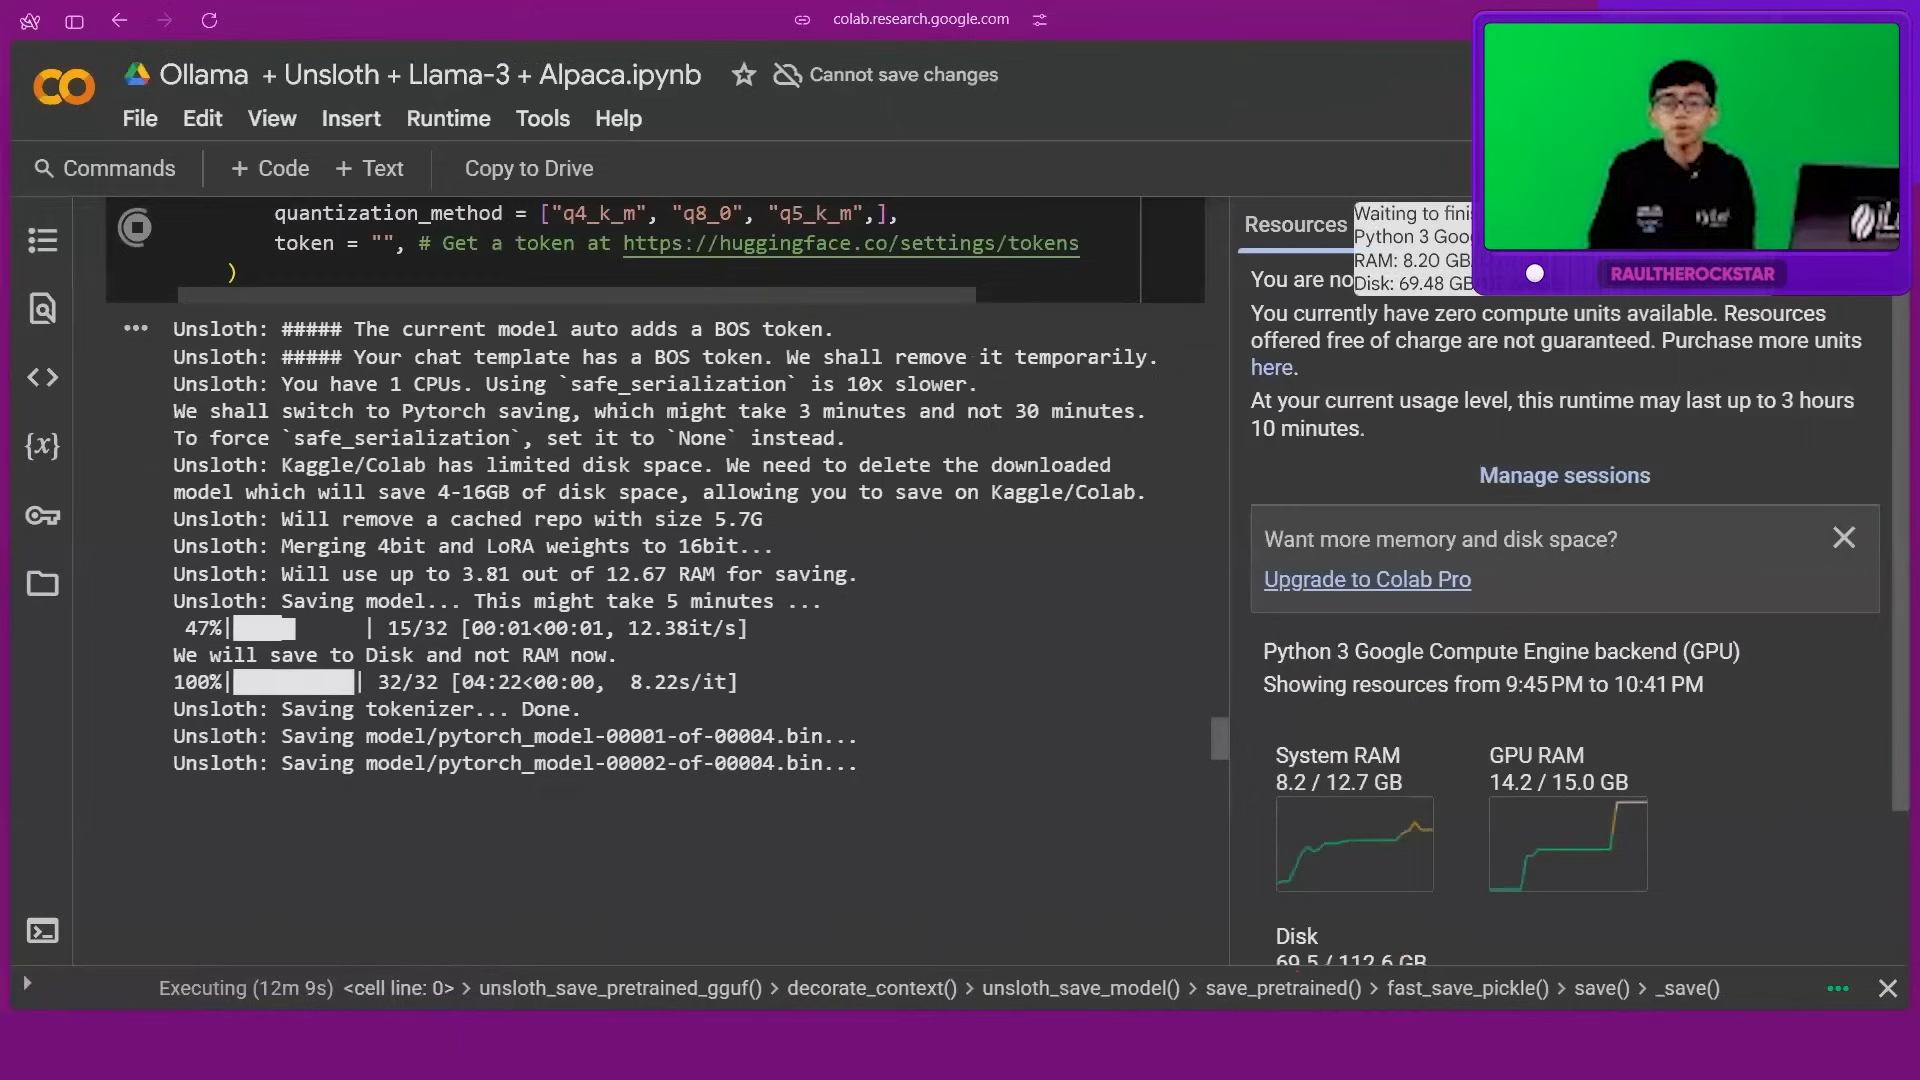 colab.research.google.com
Ollama + Unsloth + Llama-3 + Alpaca.ipynb
Cannot save changes
File Edit View Insert Runtime Tools Help
Commands + Code + Text Copy to Drive
quantization_method = ["q4_k_m", "q8_0", "q5_k_m",],
token = "", # Get a token at https://huggingface.co/settings/tokens
)
Unsloth: ##### The current model auto adds a BOS token.
Unsloth: ##### Your chat template has a BOS token. We shall remove it temporarily.
Unsloth: You have 1 CPUs. Using `safe_serialization` is 10x slower.
We shall switch to Pytorch saving, which might take 3 minutes and not 30 minutes.
To force `safe_serialization`, set it to `None` instead.
Unsloth: Kaggle/Colab has limited disk space. We need to delete the downloaded
model which will save 4-16GB of disk space, allowing you to save on Kaggle/Colab.
Unsloth: Will remove a cached repo with size 5.7G
Unsloth: Merging 4bit and LoRA weights to 16bit...
Unsloth: Will use up to 3.81 out of 12.67 RAM for saving.
Unsloth: Saving model... This might take 5 minutes ...
47%| | 15/32 [00:01<00:01, 12.38it/s]
We will save to Disk and not RAM now.
100%| | 32/32 [04:22<00:00, 8.22s/it]
Unsloth: Saving tokenizer... Done.
Unsloth: Saving model/pytorch_model-00001-of-00004.bin...
Unsloth: Saving model/pytorch_model-00002-of-00004.bin...
Resources
Waiting to fini
Python 3 Goo
RAM: 8.20 GB
Disk: 69.48 GB
RAULTHEROCKSTAR
You are no
You currently have zero compute units available. Resources
offered free of charge are not guaranteed. Purchase more units
here.
At your current usage level, this runtime may last up to 3 hours
10 minutes.
Manage sessions
Want more memory and disk space?
Upgrade to Colab Pro
Python 3 Google Compute Engine backend (GPU)
Showing resources from 9:45 PM to 10:41 PM
System RAM
8.2 / 12.7 GB
GPU RAM
14.2 / 15.0 GB
Disk
69.5 / 112.6 GB
Executing (12m 9s) <cell line: 0> > unsloth_save_pretrained_gguf() > decorate_context() > unsloth_save_model() > save_pretrained() > fast_save_pickle() > save() > _save()